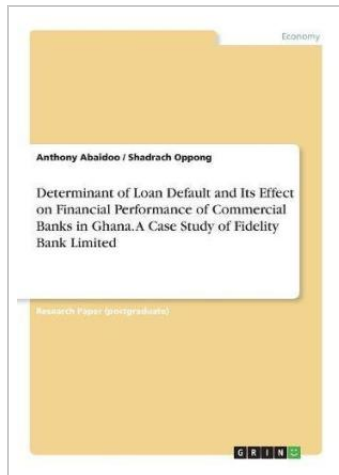 Economy
Anthony Abaidoo / Shadrach Oppong
Determinant of Loan Default and Its Effect
on Financial Performance of Commercial
Banks in Ghana. A Case Study of Fidelity
Bank Limited
Research Paper (postgraduate)
GRIN